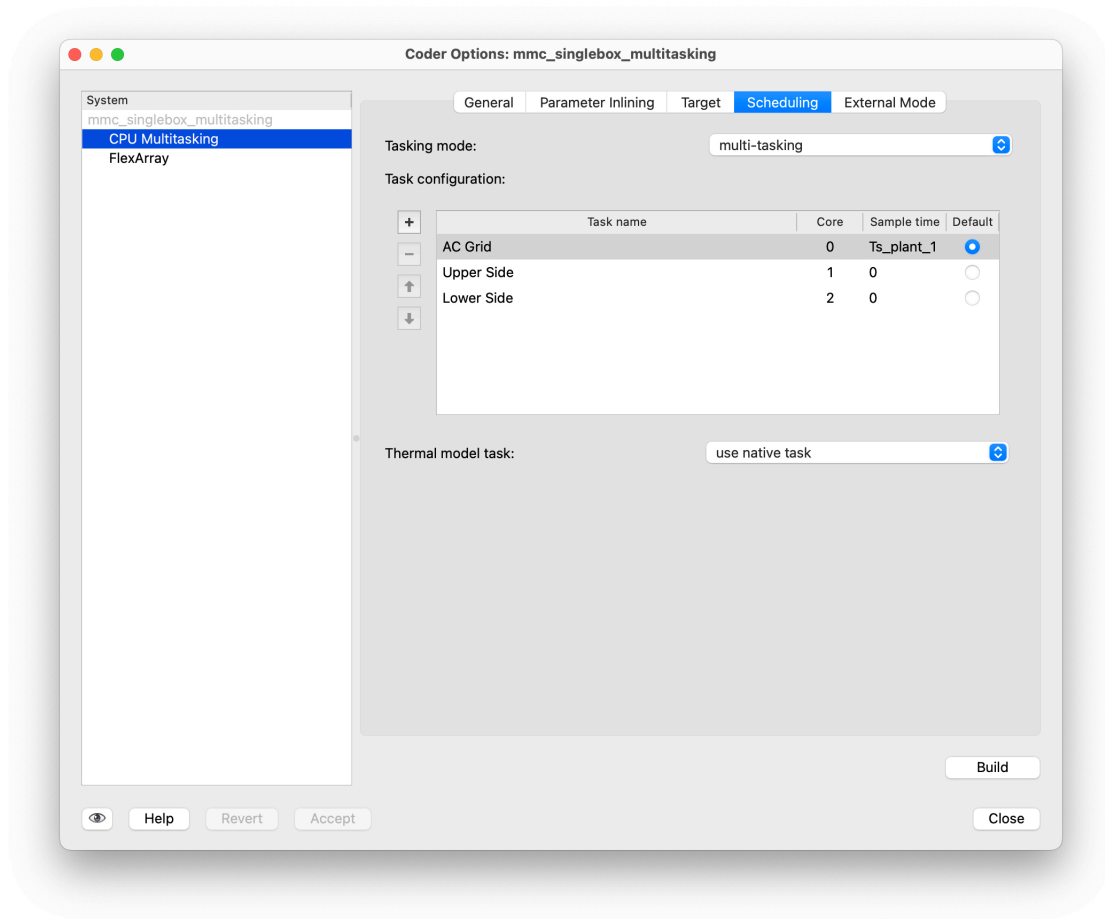 Coder Options: mmc_singlebox_multitasking
System
mmc_singlebox_multitasking
CPU Multitasking
FlexArray
General Parameter Inlining Target Scheduling External Mode
Tasking mode: multi-tasking
Task configuration:
+ Task name Core Sample time Default
AC Grid 0 Ts_plant_1
Upper Side 1 0
Lower Side 2 0
Thermal model task: use native task
Build
Help Revert Accept Close